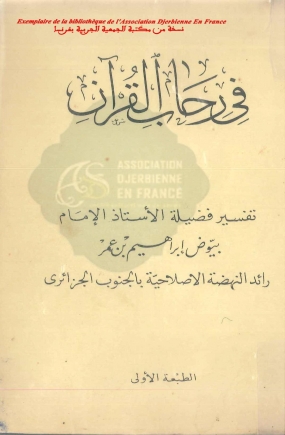 Exemplaire de la bibliothèque de l'Association Djerbienne En France
نسخة من مكتبة الجمعية الجربية بفرنسا
في رحاب القرآن
ASSOCIATION
DJERBIENNE
EN FRANCE
تفسير فضيلة الأستاذ الإمام
بيوض إبراهيم بن عمر
رائد النهضة الاصلاحية بالجنوب الجزائري
الطبعة الأولى